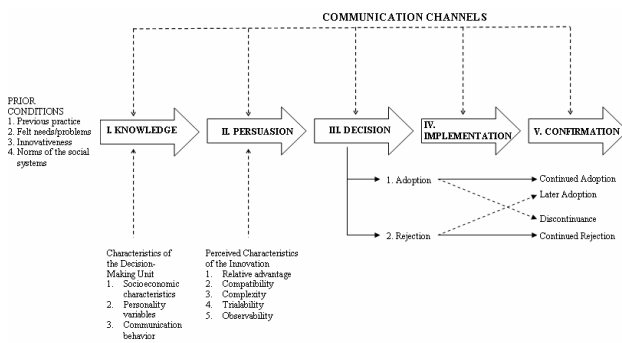 COMMUNICATION CHANNELS
PRIOR
CONDITIONS
1. Previous practice
2. Felt needs/problems
3. Innovativeness
4. Norms of the social
systems
I. KNOWLEDGE
II. PERSUASION
III. DECISION
IV.
IMPLEMENTATION
V. CONFIRMATION
1. Adoption
2. Rejection
Continued Adoption
Later Adoption
Discontinuance
Continued Rejection
Characteristics of
the Decision-
Making Unit
1. Socioeconomic
characteristics
2. Personality
variables
3. Communication
behavior
Perceived Characteristics
of the Innovation
1. Relative advantage
2. Compatibility
3. Complexity
4. Trialability
5. Observability